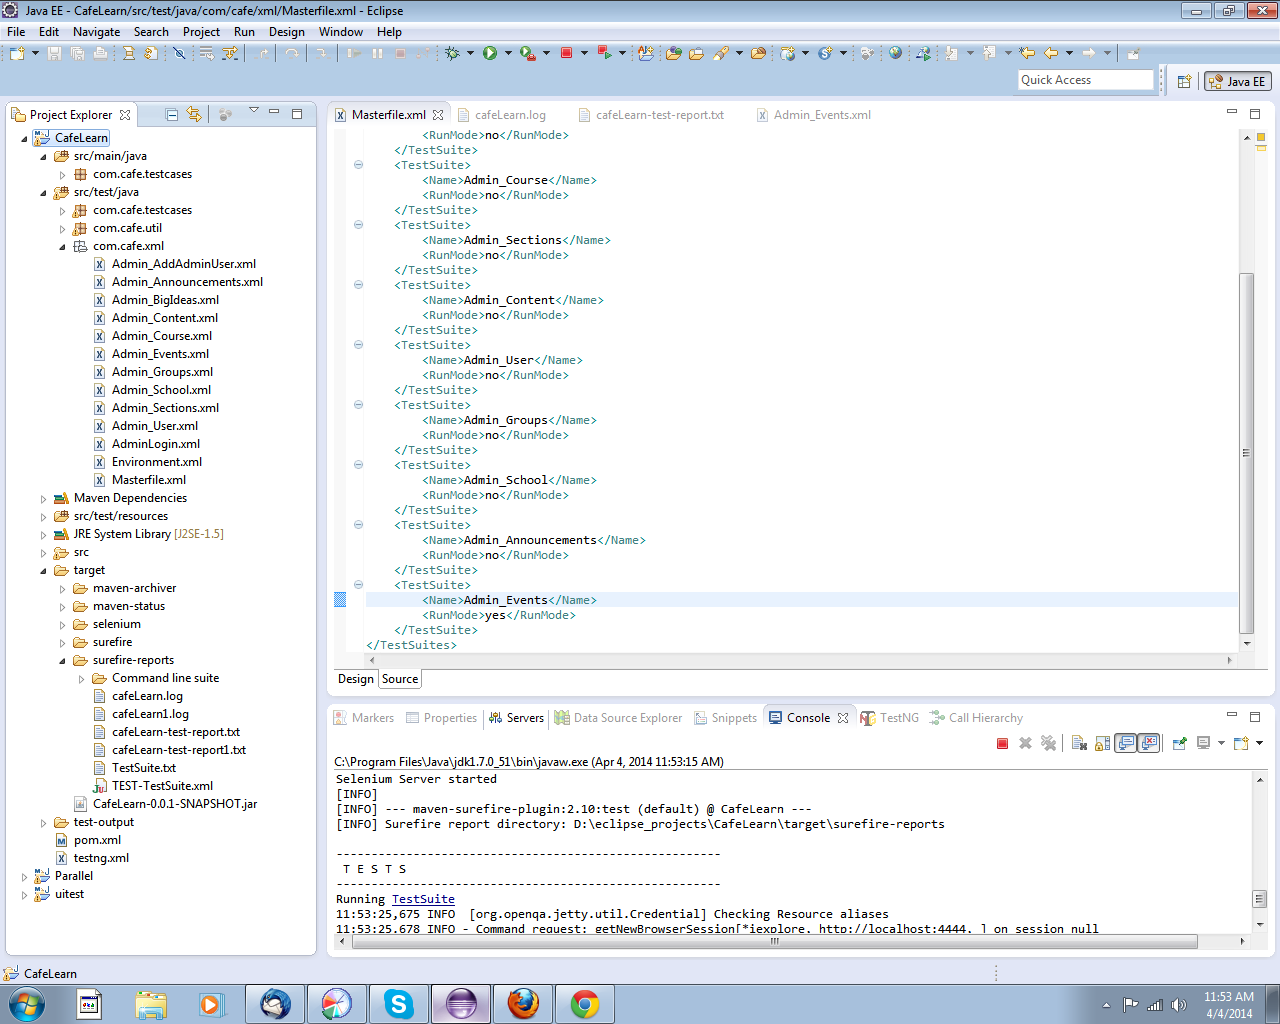 Java EE - CafeLearn/src/test/java/com/cafe/xml/Masterfile.xml - Eclipse
File Edit Navigate Search Project Run Design Window Help
Quick Access
Java EE
Project Explorer
CafeLearn
src/main/java
com.cafe.testcases
src/test/java
com.cafe.testcases
com.cafe.util
com.cafe.xml
Admin_AddAdminUser.xml
Admin_Announcements.xml
Admin_BigIdeas.xml
Admin_Content.xml
Admin_Course.xml
Admin_Events.xml
Admin_Groups.xml
Admin_School.xml
Admin_Sections.xml
Admin_User.xml
AdminLogin.xml
Environment.xml
Masterfile.xml
Maven Dependencies
src/test/resources
JRE System Library [J2SE-1.5]
src
target
maven-archiver
maven-status
selenium
surefire
surefire-reports
Command line suite
cafeLearn.log
cafeLearn1.log
cafeLearn-test-report.txt
cafeLearn-test-report1.txt
TestSuite.txt
TEST-TestSuite.xml
CafeLearn-0.0.1-SNAPSHOT.jar
test-output
pom.xml
testng.xml
Parallel
uitest
Masterfile.xml cafeLearn.log cafeLearn-test-report.txt Admin_Events.xml
<RunMode>no</RunMode>
</TestSuite>
<TestSuite>
<Name>Admin_Course</Name>
<RunMode>no</RunMode>
</TestSuite>
<TestSuite>
<Name>Admin_Sections</Name>
<RunMode>no</RunMode>
</TestSuite>
<TestSuite>
<Name>Admin_Content</Name>
<RunMode>no</RunMode>
</TestSuite>
<TestSuite>
<Name>Admin_User</Name>
<RunMode>no</RunMode>
</TestSuite>
<TestSuite>
<Name>Admin_Groups</Name>
<RunMode>no</RunMode>
</TestSuite>
<TestSuite>
<Name>Admin_School</Name>
<RunMode>no</RunMode>
</TestSuite>
<TestSuite>
<Name>Admin_Announcements</Name>
<RunMode>no</RunMode>
</TestSuite>
<TestSuite>
<Name>Admin_Events</Name>
<RunMode>yes</RunMode>
</TestSuite>
</TestSuites>
Design Source
Markers Properties Servers Data Source Explorer Snippets Console TestNG Call Hierarchy
C:\Program Files\Java\jdk1.7.0_51\bin\javaw.exe (Apr 4, 2014 11:53:15 AM)
Selenium Server started
[INFO]
[INFO] --- maven-surefire-plugin:2.10:test (default) @ CafeLearn ---
[INFO] Surefire report directory: D:\eclipse_projects\CafeLearn\target\surefire-reports
-------------------------------------------------------
T E S T S
-------------------------------------------------------
Running TestSuite
11:53:25,675 INFO [org.openqa.jetty.util.Credential] Checking Resource aliases
11:53:25,678 INFO - Command request: getNewBrowserSession[*iexplore, http://localhost:4444, ] on session null
CafeLearn
11:53 AM
4/4/2014